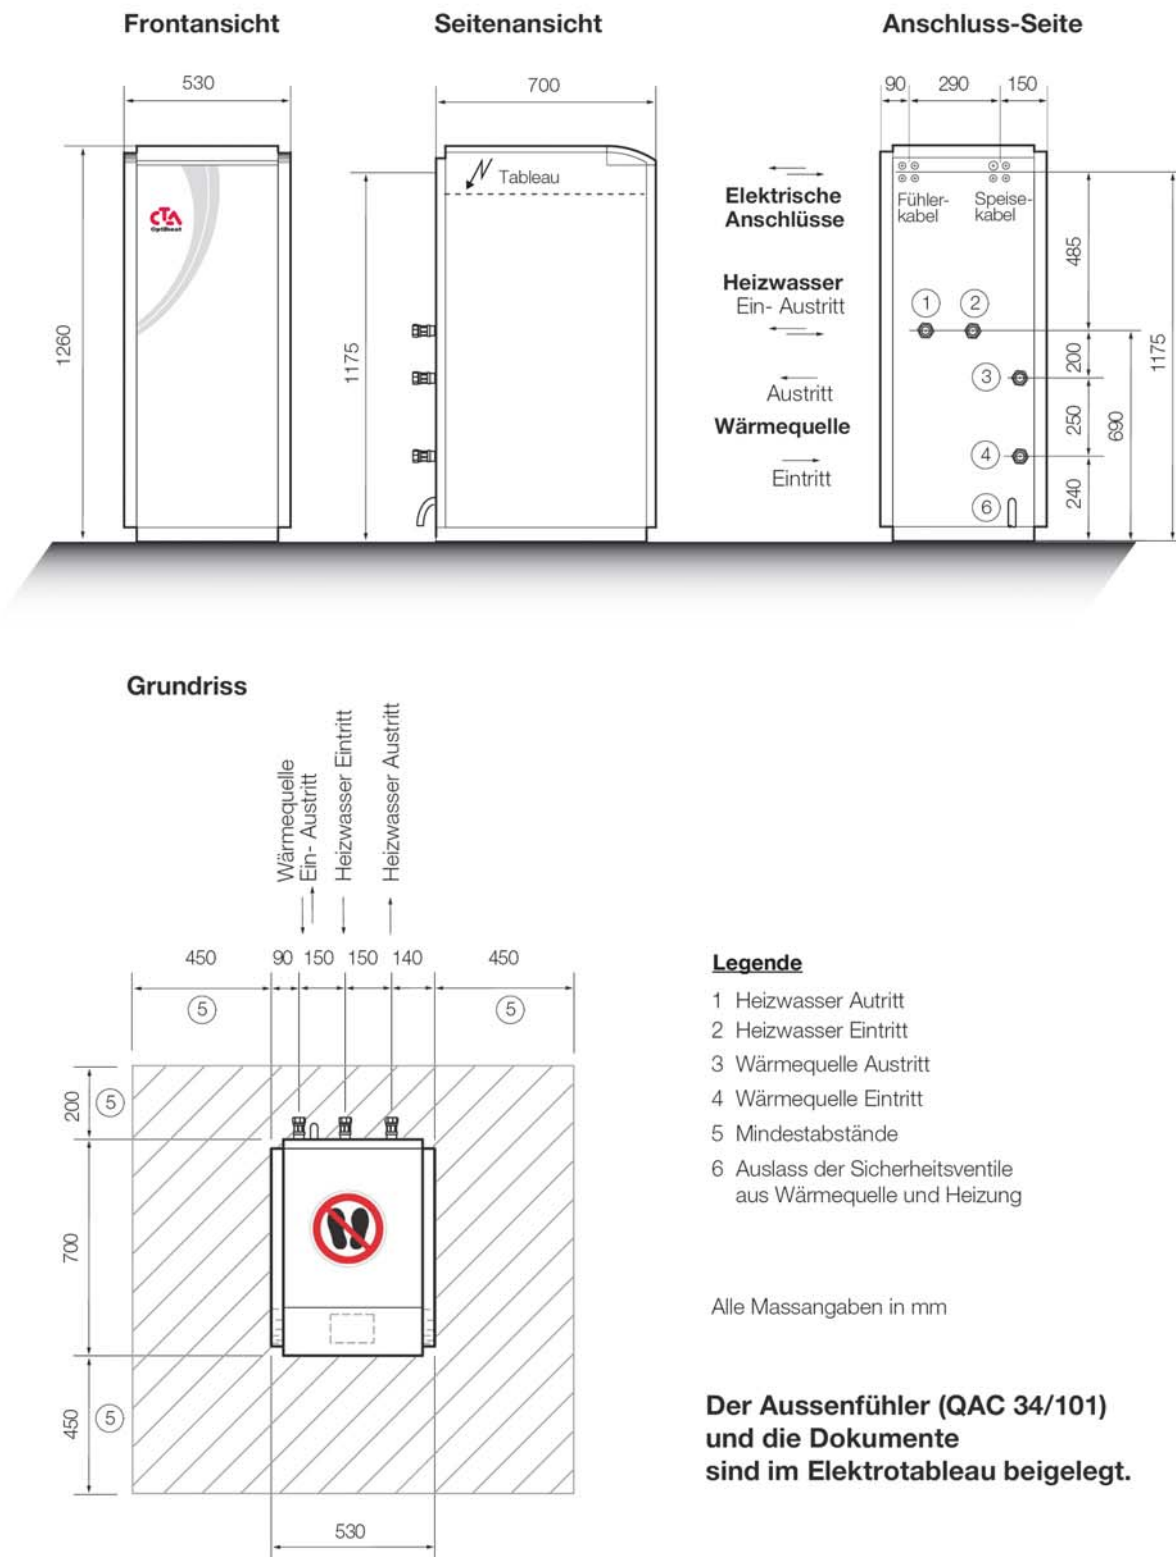 Frontansicht
Seitenansicht
Anschluss-Seite
530
700
90
290
150
1260
CTA
Optiheat
Tableau
1175
Elektrische
Anschlüsse
Heizwasser
Ein- Austritt
Austritt
Wärmequelle
Eintritt
Fühler-
kabel
Speise-
kabel
1
2
3
4
6
485
200
250
240
690
1175
Grundriss
Wärmequelle
Ein- Austritt
Heizwasser Eintritt
Heizwasser Austritt
450
90
150
150
140
450
5
5
200
5
700
450
5
530
Legende
1 Heizwasser Autritt
2 Heizwasser Eintritt
3 Wärmequelle Austritt
4 Wärmequelle Eintritt
5 Mindestabstände
6 Auslass der Sicherheitsventile
aus Wärmequelle und Heizung
Alle Massangaben in mm
Der Aussenfühler (QAC 34/101)
und die Dokumente
sind im Elektrotableau beigelegt.